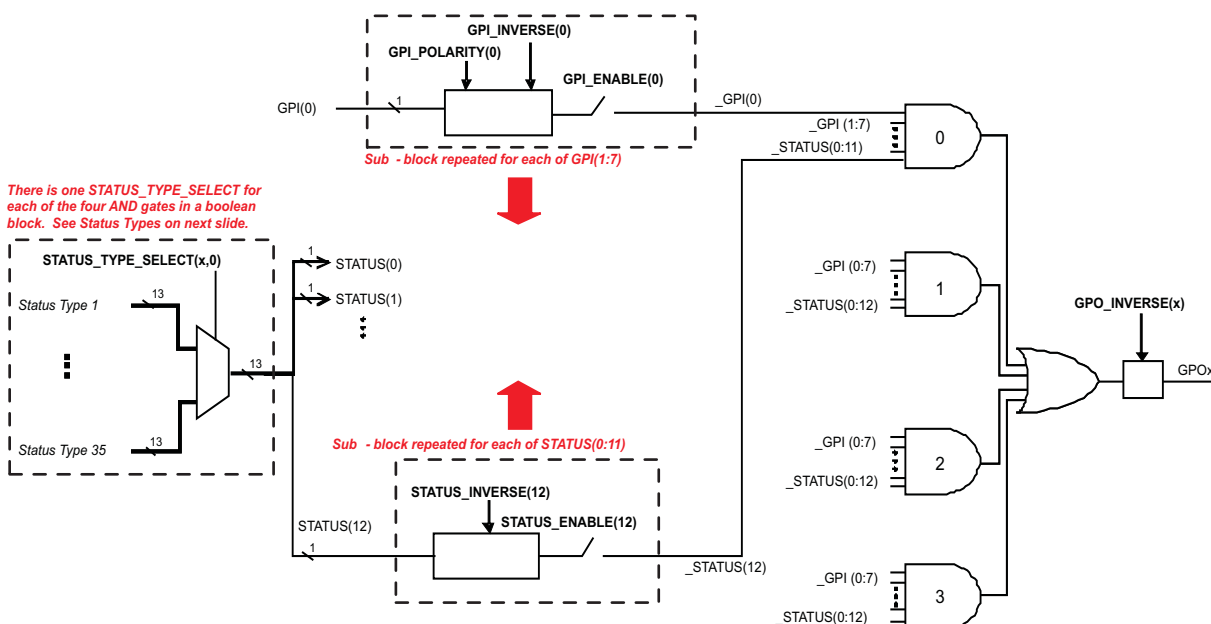 GPI_INVERSE(0)
GPI_POLARITY(0)
GPI_ENABLE(0)
GPI(0)
1
_GPI(0)
_GPI (1:7)
_STATUS(0:11)
0
Sub - block repeated for each of GPI(1:7)
There is one STATUS_TYPE_SELECT for
each of the four AND gates in a boolean
block. See Status Types on next slide.
STATUS_TYPE_SELECT(x,0)
Status Type 1
13
13
Status Type 35
13
1
STATUS(0)
1
STATUS(1)
_GPI (0:7)
_STATUS(0:12)
1
GPO_INVERSE(x)
GPOx
Sub - block repeated for each of STATUS(0:11)
_GPI (0:7)
_STATUS(0:12)
2
STATUS_INVERSE(12)
STATUS_ENABLE(12)
STATUS(12)
1
_STATUS(12)
_GPI (0:7)
_STATUS(0:12)
3